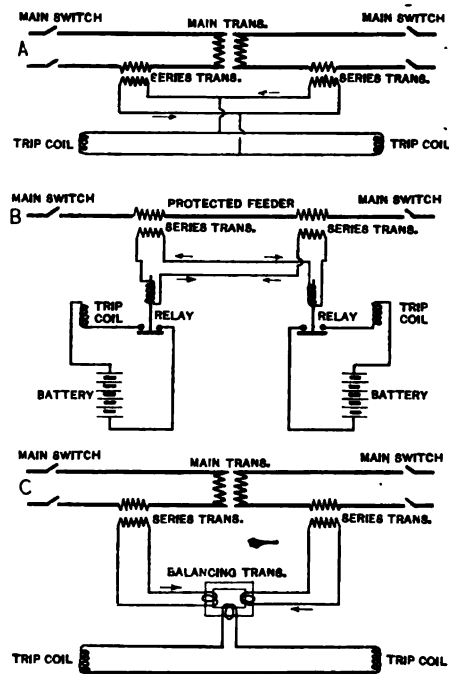 MAIN SWITCH MAIN TRANS. MAIN SWITCH
A
SERIES TRANS. SERIES TRANS.
TRIP COIL TRIP COIL
MAIN SWITCH PROTECTED FEEDER MAIN SWITCH
B
SERIES TRANS. SERIES TRANS.
TRIP COIL RELAY RELAY TRIP COIL
BATTERY BATTERY
MAIN SWITCH MAIN TRANS. MAIN SWITCH
C
SERIES TRANS. SERIES TRANS.
BALANCING TRANS.
TRIP COIL TRIP COIL